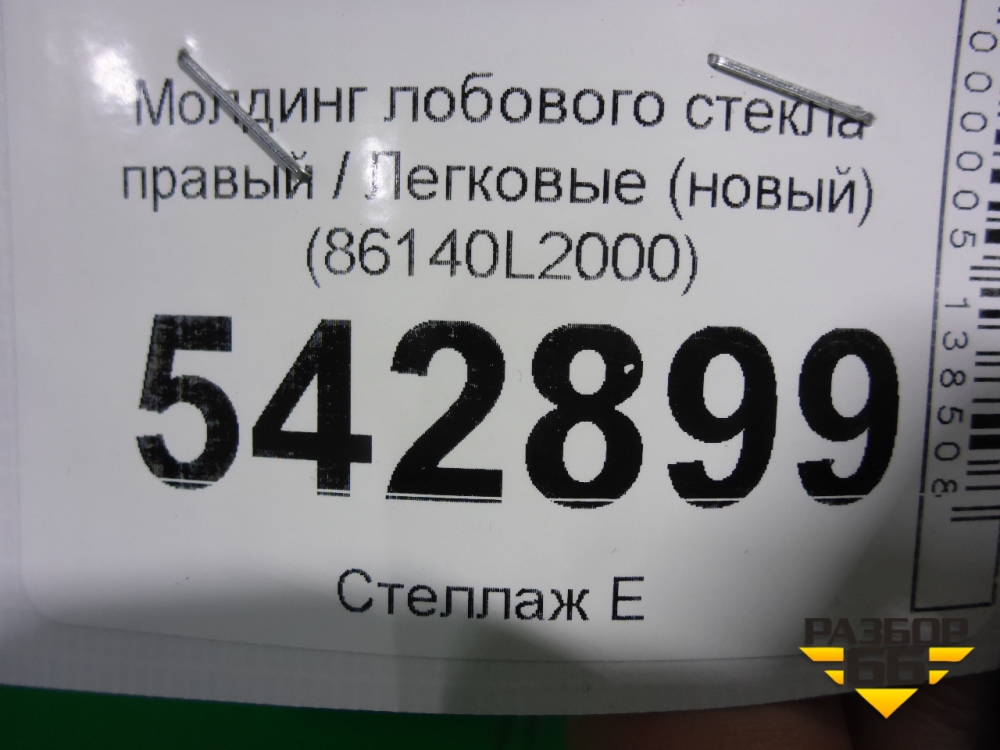 Молдинг лобового стекла
правый / Легковые (новый)
(86140L2000)
542899
Стеллаж Е
РАЗБОР
66